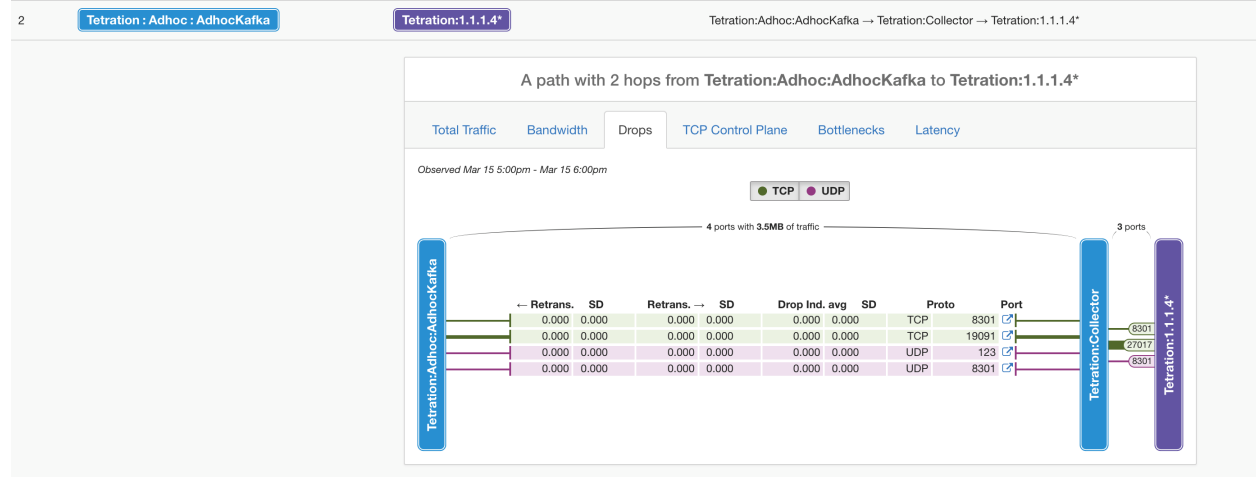 2 Tetration : Adhoc : AdhocKafka Tetration:1.1.1.4* Tetration:Adhoc:AdhocKafka → Tetration:Collector → Tetration:1.1.1.4*
A path with 2 hops from Tetration:Adhoc:AdhocKafka to Tetration:1.1.1.4*
Total Traffic Bandwidth Drops TCP Control Plane Bottlenecks Latency
Observed Mar 15 5:00pm - Mar 15 6:00pm
TCP UDP
4 ports with 3.5MB of traffic 3 ports
Tetration:Adhoc:AdhocKafka
← Retrans. SD Retrans. → SD Drop Ind. avg SD Proto Port
0.000 0.000 0.000 0.000 0.000 0.000 TCP 8301
0.000 0.000 0.000 0.000 0.000 0.000 TCP 19091
0.000 0.000 0.000 0.000 0.000 0.000 UDP 123
0.000 0.000 0.000 0.000 0.000 0.000 UDP 8301
Tetration:Collector
8301
27017
8301
Tetration:1.1.1.4*